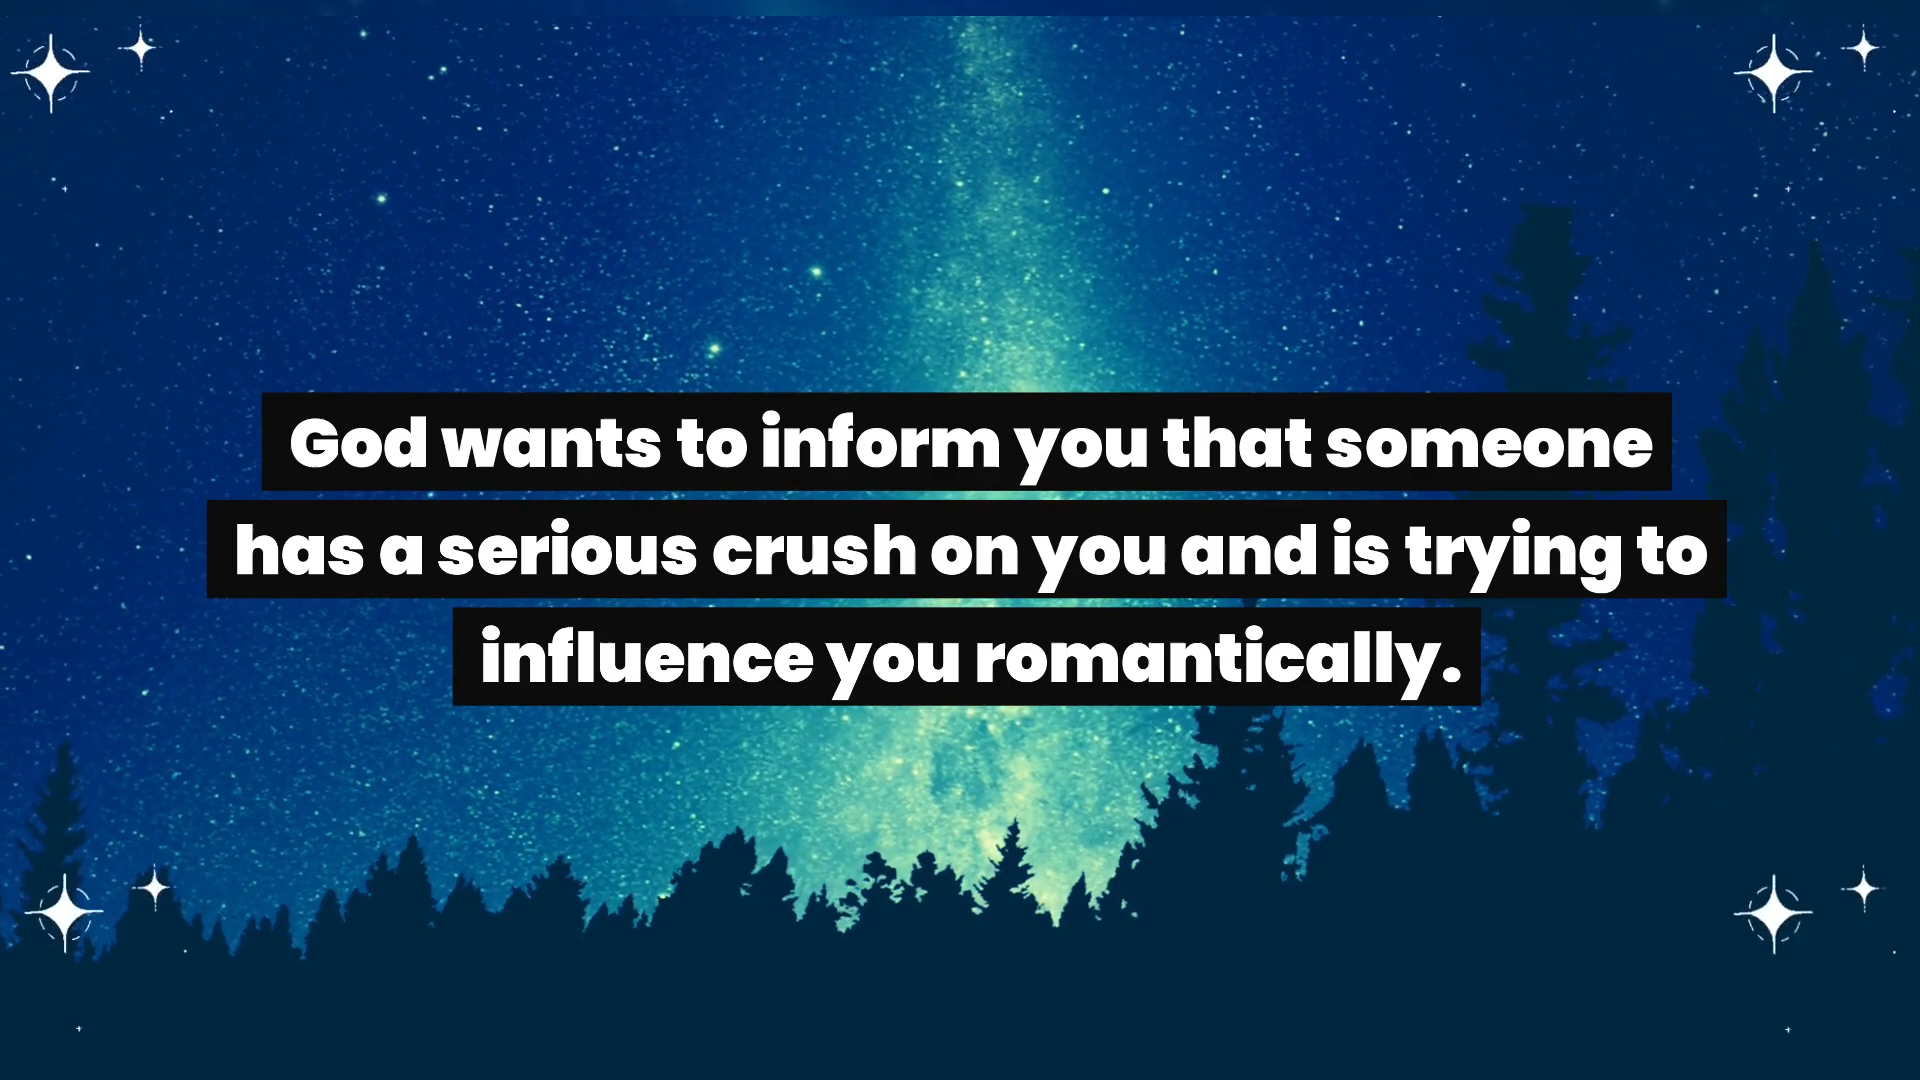 God wants to inform you that someone
has a serious crush on you and is trying to
influence you romantically.